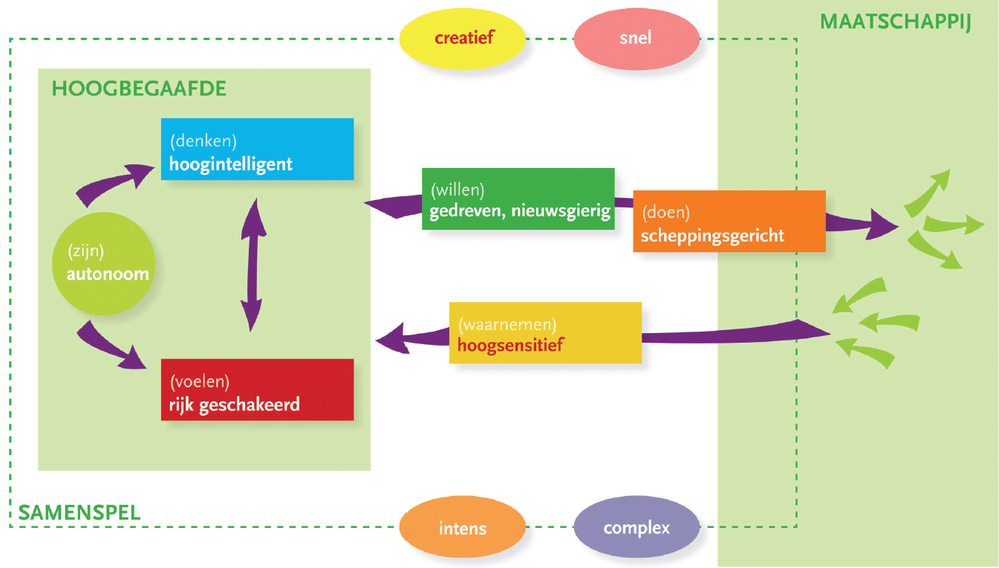 creatief
snel
MAATSCHAPPIJ
HOOGBEGAAFDE
(denken)
hoogintelligent
(willen)
gedreven, nieuwsgierig
(doen)
scheppingsgericht
(zijn)
autonoom
(waarnemen)
hoogsensitief
(voelen)
rijk geschakeerd
SAMENSPEL
intens
complex